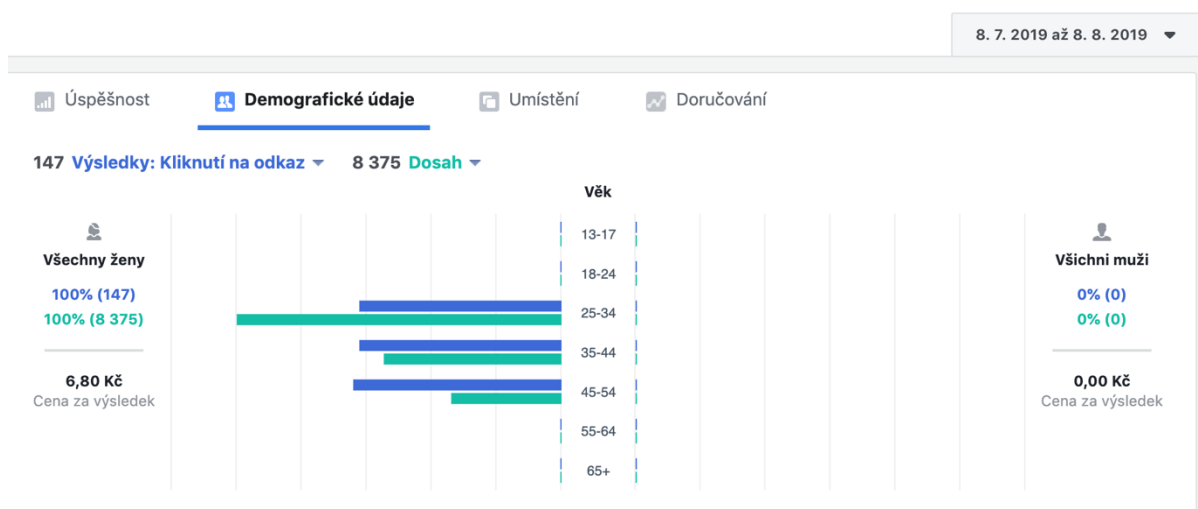 8. 7. 2019 až 8. 8. 2019
Úspěšnost Demografické údaje Umístění Doručování
147 Výsledky: Kliknutí na odkaz 8 375 Dosah
Věk
Všechny ženy
100% (147)
100% (8 375)
6,80 Kč
Cena za výsledek
13-17
18-24
25-34
35-44
45-54
55-64
65+
Všichni muži
0% (0)
0% (0)
0,00 Kč
Cena za výsledek